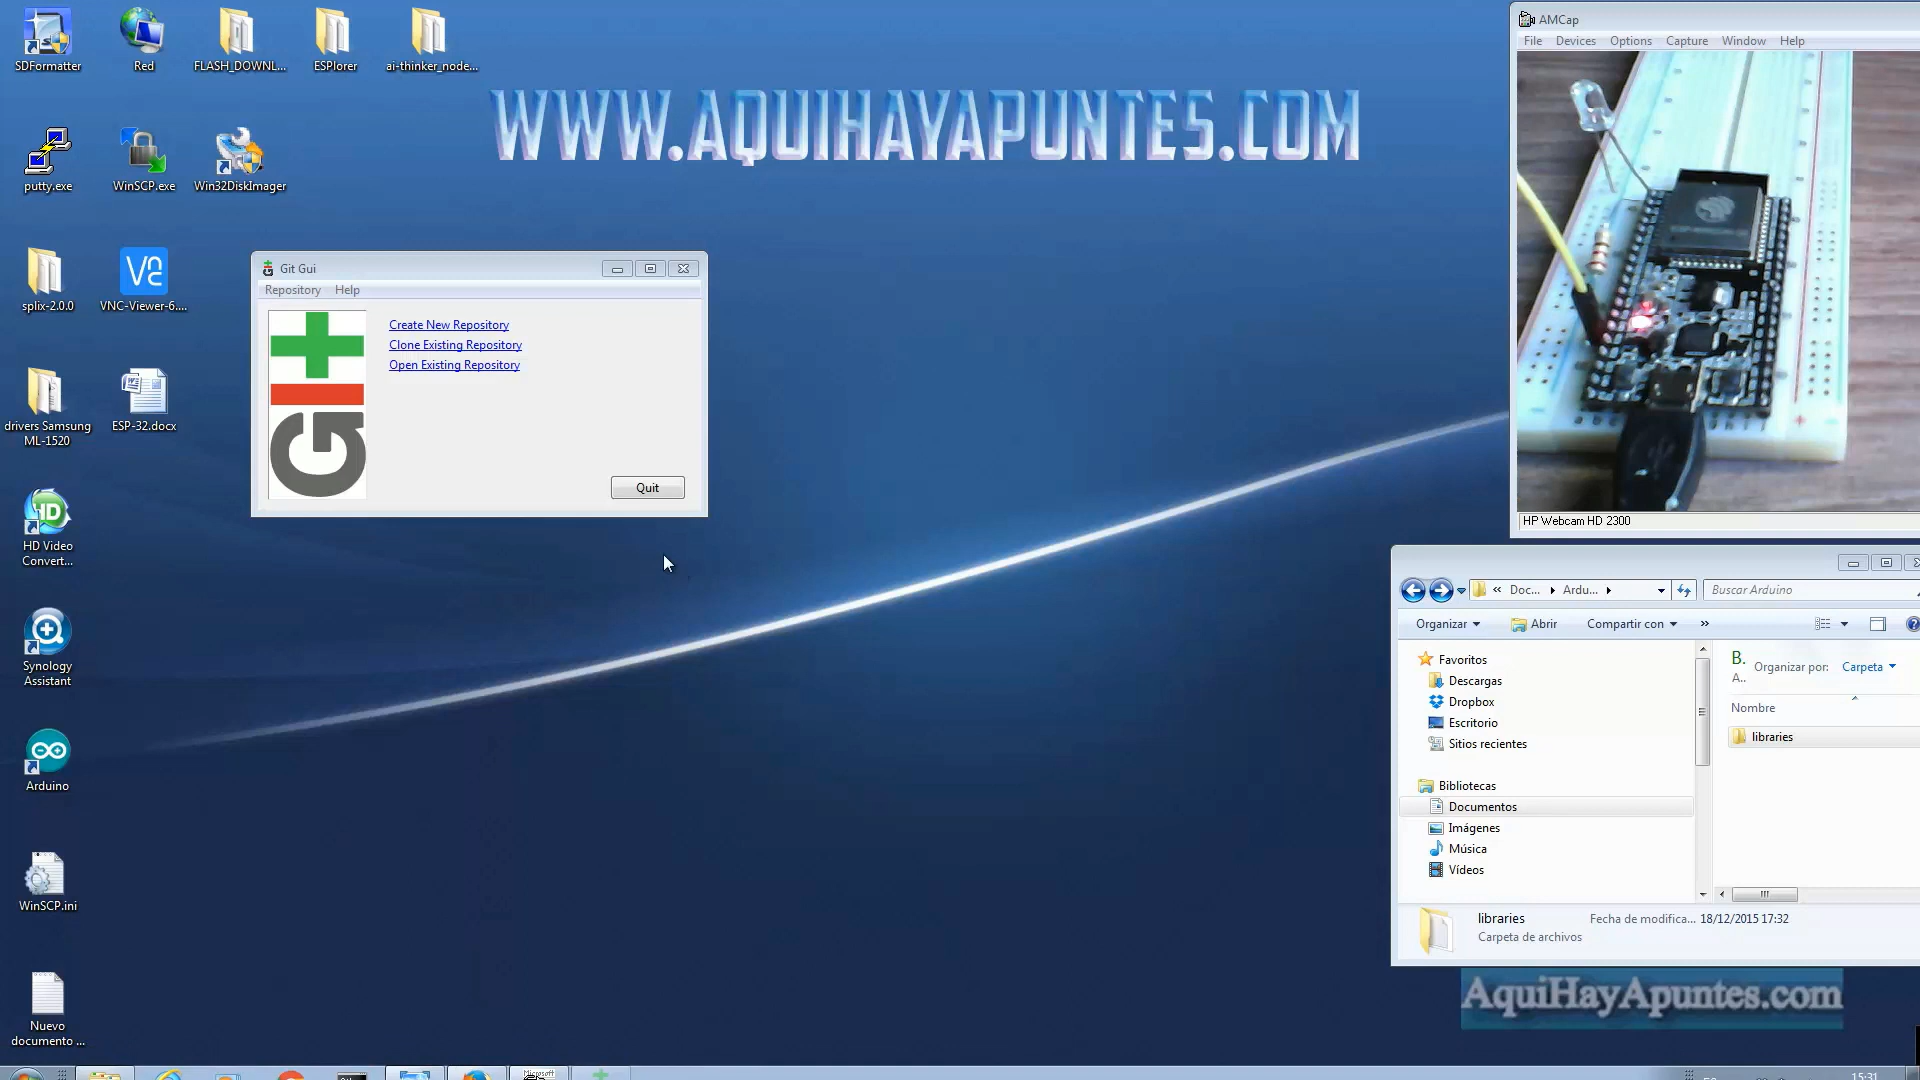 SDFormatter
Red
FLASH_DOWNL...
ESPlorer
ai-thinker_node...
WWW.AQUIHAYAPUNTES.COM
putty.exe
WinSCP.exe
Win32DiskImager
splix-2.0.0
VNC-Viewer-6....
drivers Samsung
ML-1520
ESP-32.docx
HD Video
Convert...
Synology
Assistant
Arduino
WinSCP.ini
Nuevo
documento ...
Git Gui
Repository Help
Create New Repository
Clone Existing Repository
Open Existing Repository
Quit
AMCap
File Devices Options Capture Window Help
HP Webcam HD 2300
« Doc... Ardu...
Buscar Arduino
Organizar Abrir Compartir con »
Favoritos
Descargas
Dropbox
Escritorio
Sitios recientes
Bibliotecas
Documentos
Imágenes
Música
Vídeos
B.
A..
Organizar por: Carpeta
Nombre
libraries
libraries Fecha de modifica... 18/12/2015 17:32
Carpeta de archivos
AquiHayApuntes.com
Microsoft
15:31